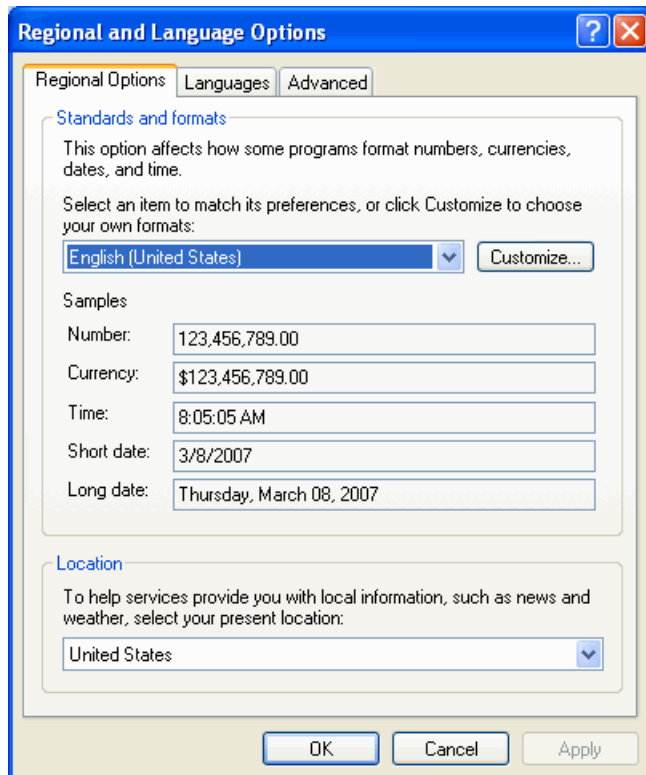 Regional and Language Options
Regional Options Languages Advanced
Standards and formats
This option affects how some programs format numbers, currencies,
dates, and time.
Select an item to match its preferences, or click Customize to choose
your own formats:
English (United States) Customize...
Samples
Number: 123,456,789.00
Currency: $123,456,789.00
Time: 8:05:05 AM
Short date: 3/8/2007
Long date: Thursday, March 08, 2007
Location
To help services provide you with local information, such as news and
weather, select your present location:
United States
OK Cancel Apply